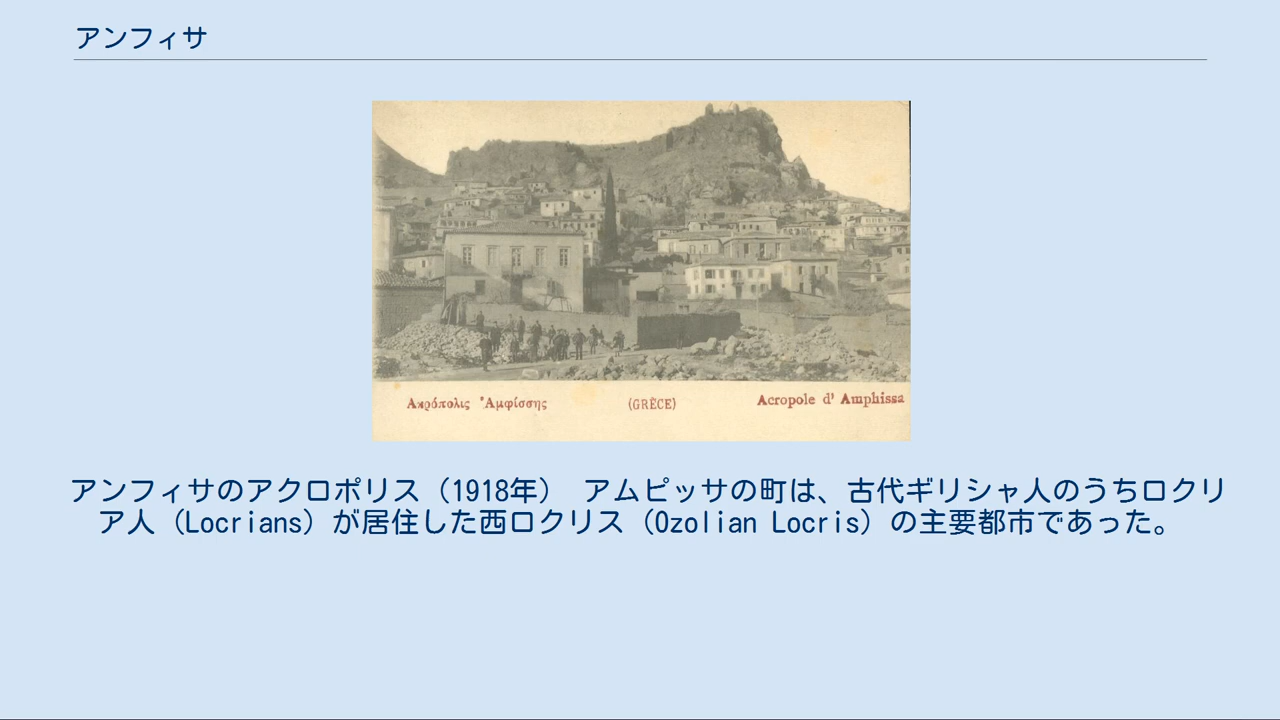 アンフィサ
Ακρόπολις Ἀμφίσσης (GRÈCE) Acropole d' Amphissa
アンフィサのアクロポリス（1918年） アムピッサの町は、古代ギリシャ人のうちロクリ
ア人（Locrians）が居住した西ロクリス（Ozolian Locris）の主要都市であった。